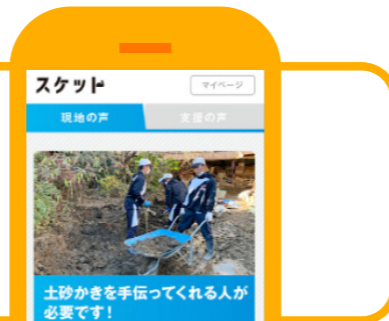 スケット
マイページ
現地の声
支援の声
土砂かきを手伝ってくれる人が
必要です！